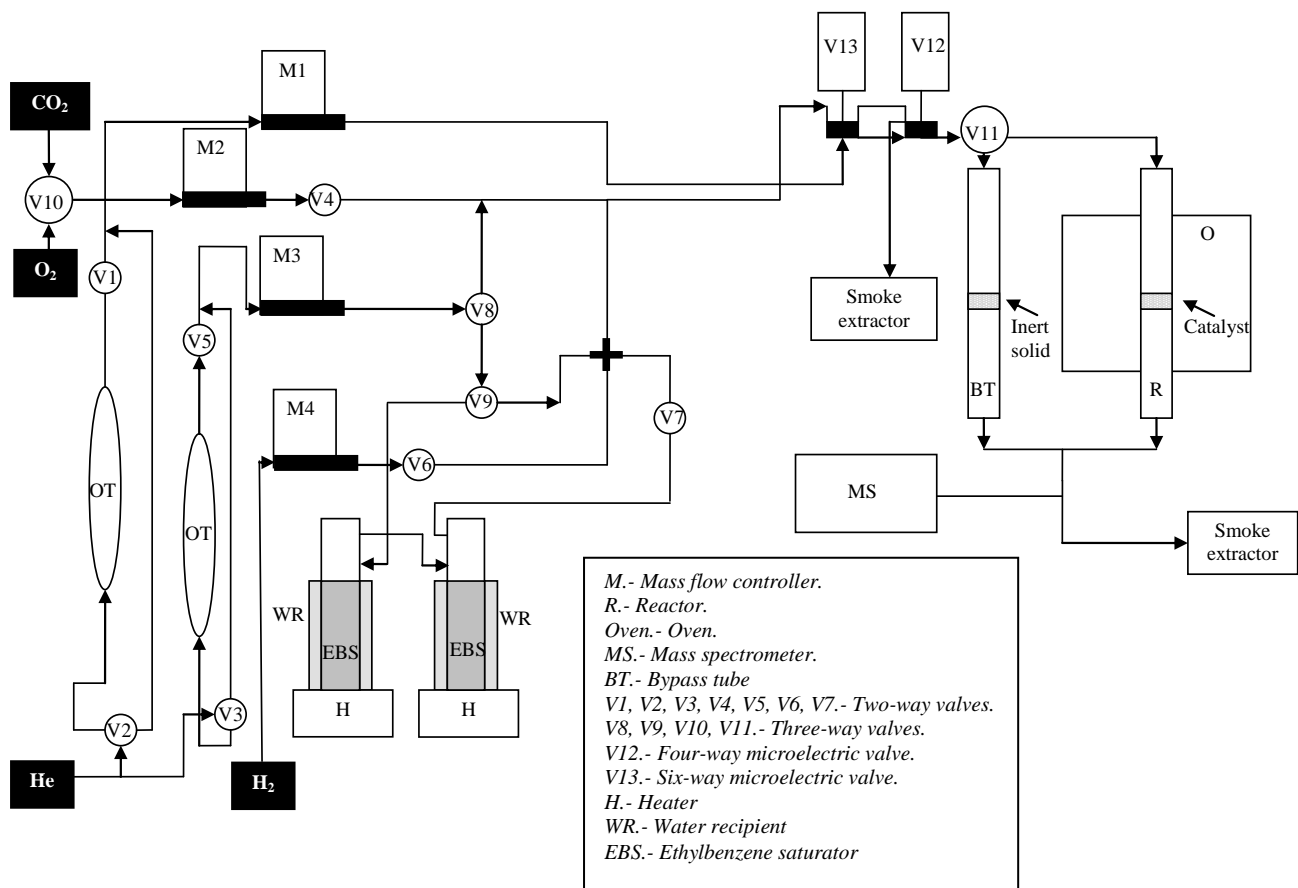 M1
V13
V12
CO₂
M2
V11
V10
V4
O₂
V1
M3
O
V8
Smoke
extractor
Inert
solid
Catalyst
V5
BT
R
M4
V9
V7
V6
OT
OT
MS
Smoke
extractor
WR
EBS
EBS
WR
H
H
V2
V3
He
H₂
M.- Mass flow controller.
R.- Reactor.
Oven.- Oven.
MS.- Mass spectrometer.
BT.- Bypass tube
V1, V2, V3, V4, V5, V6, V7.- Two-way valves.
V8, V9, V10, V11.- Three-way valves.
V12.- Four-way microelectric valve.
V13.- Six-way microelectric valve.
H.- Heater
WR.- Water recipient
EBS.- Ethylbenzene saturator